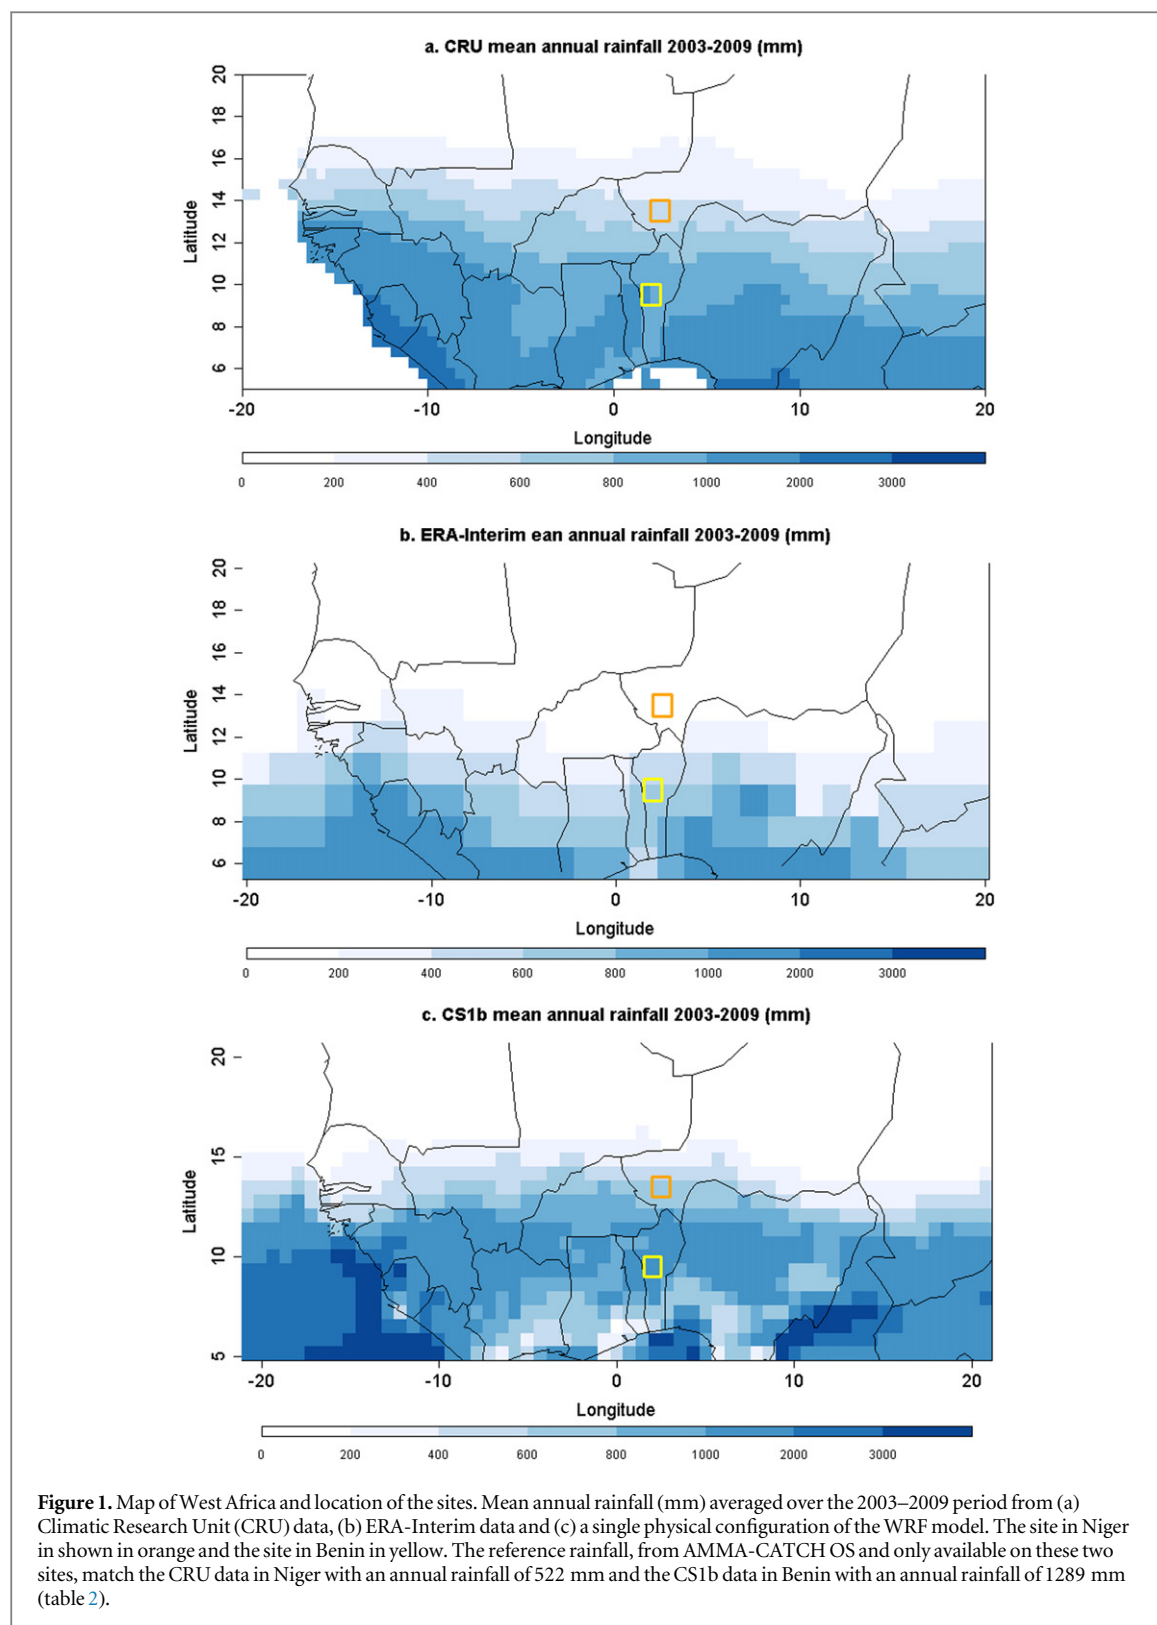 a. CRU mean annual rainfall 2003-2009 (mm)
20
18
16
14
12
10
8
6
Latitude
-20 -10 0 10 20
Longitude
0 200 400 600 800 1000 2000 3000
b. ERA-Interim ean annual rainfall 2003-2009 (mm)
20
18
16
14
12
10
8
6
Latitude
-20 -10 0 10 20
Longitude
0 200 400 600 800 1000 2000 3000
c. CS1b mean annual rainfall 2003-2009 (mm)
20
15
10
5
Latitude
-20 -10 0 10 20
Longitude
0 200 400 600 800 1000 2000 3000
Figure 1. Map of West Africa and location of the sites. Mean annual rainfall (mm) averaged over the 2003–2009 period from (a)
Climatic Research Unit (CRU) data, (b) ERA-Interim data and (c) a single physical configuration of the WRF model. The site in Niger
in shown in orange and the site in Benin in yellow. The reference rainfall, from AMMA-CATCH OS and only available on these two
sites, match the CRU data in Niger with an annual rainfall of 522 mm and the CS1b data in Benin with an annual rainfall of 1289 mm
(table 2).